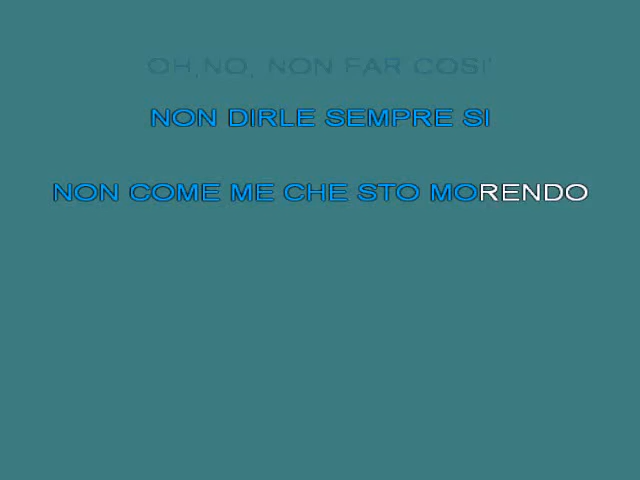 OH,NO, NON FAR COSI'
NON DIRLE SEMPRE SI
NON COME ME CHE STO MORENDO